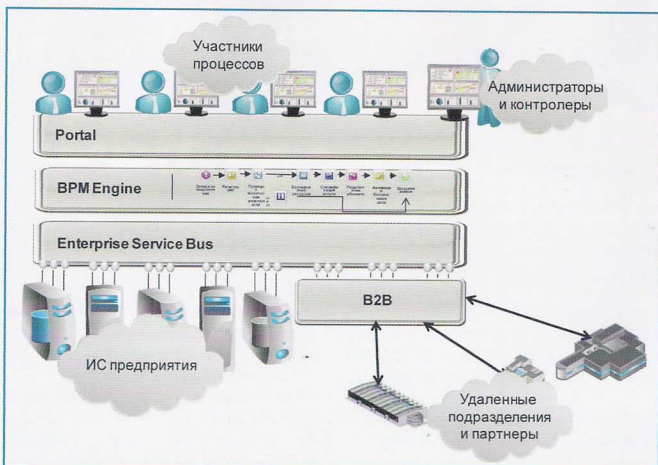 Участники
процессов
Администраторы
и контролеры
Portal
BPM Engine
Enterprise Service Bus
B2B
ИС предприятия
Удаленные
подразделения
и партнеры